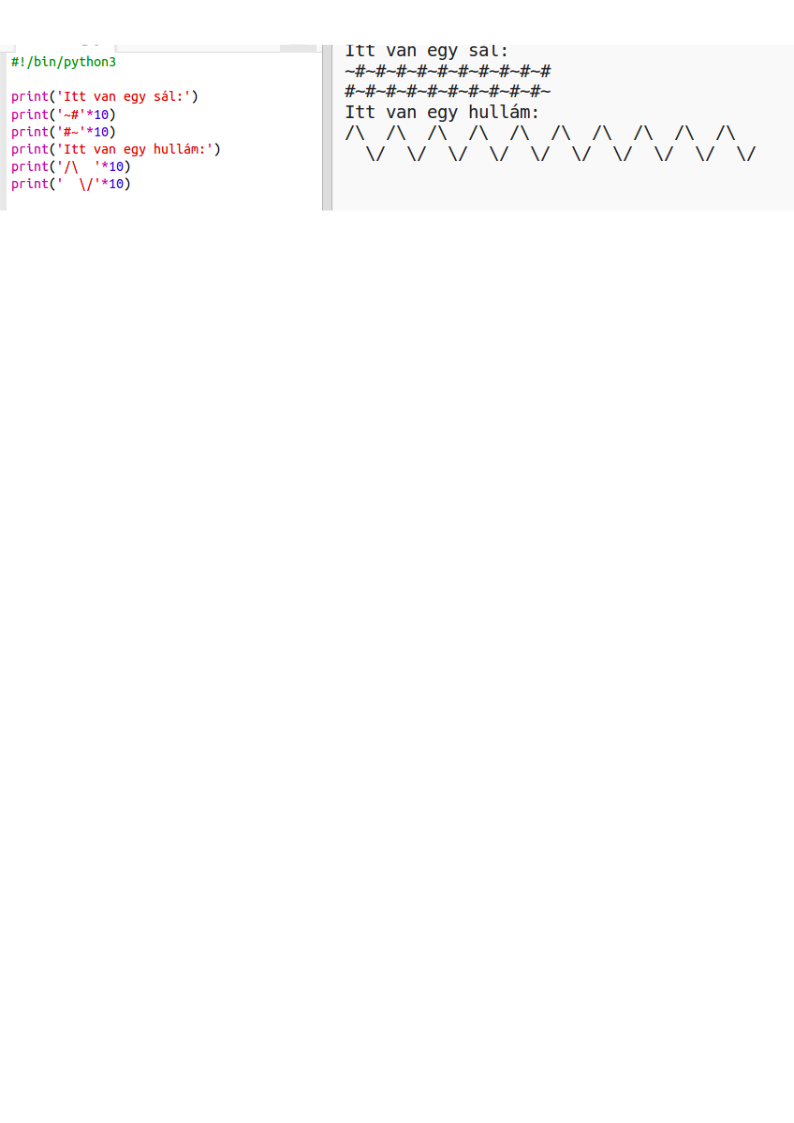 #!/bin/python3
print('Itt van egy sál:')
print('~#'*10)
print('#~'*10)
print('Itt van egy hullám:')
print('/\  '*10)
print('  \/'*10)
Itt van egy sál:
~#~#~#~#~#~#~#~#~#~#
#~#~#~#~#~#~#~#~#~#~
Itt van egy hullám:
/\  /\  /\  /\  /\  /\  /\  /\  /\  /\
  \/  \/  \/  \/  \/  \/  \/  \/  \/  \/